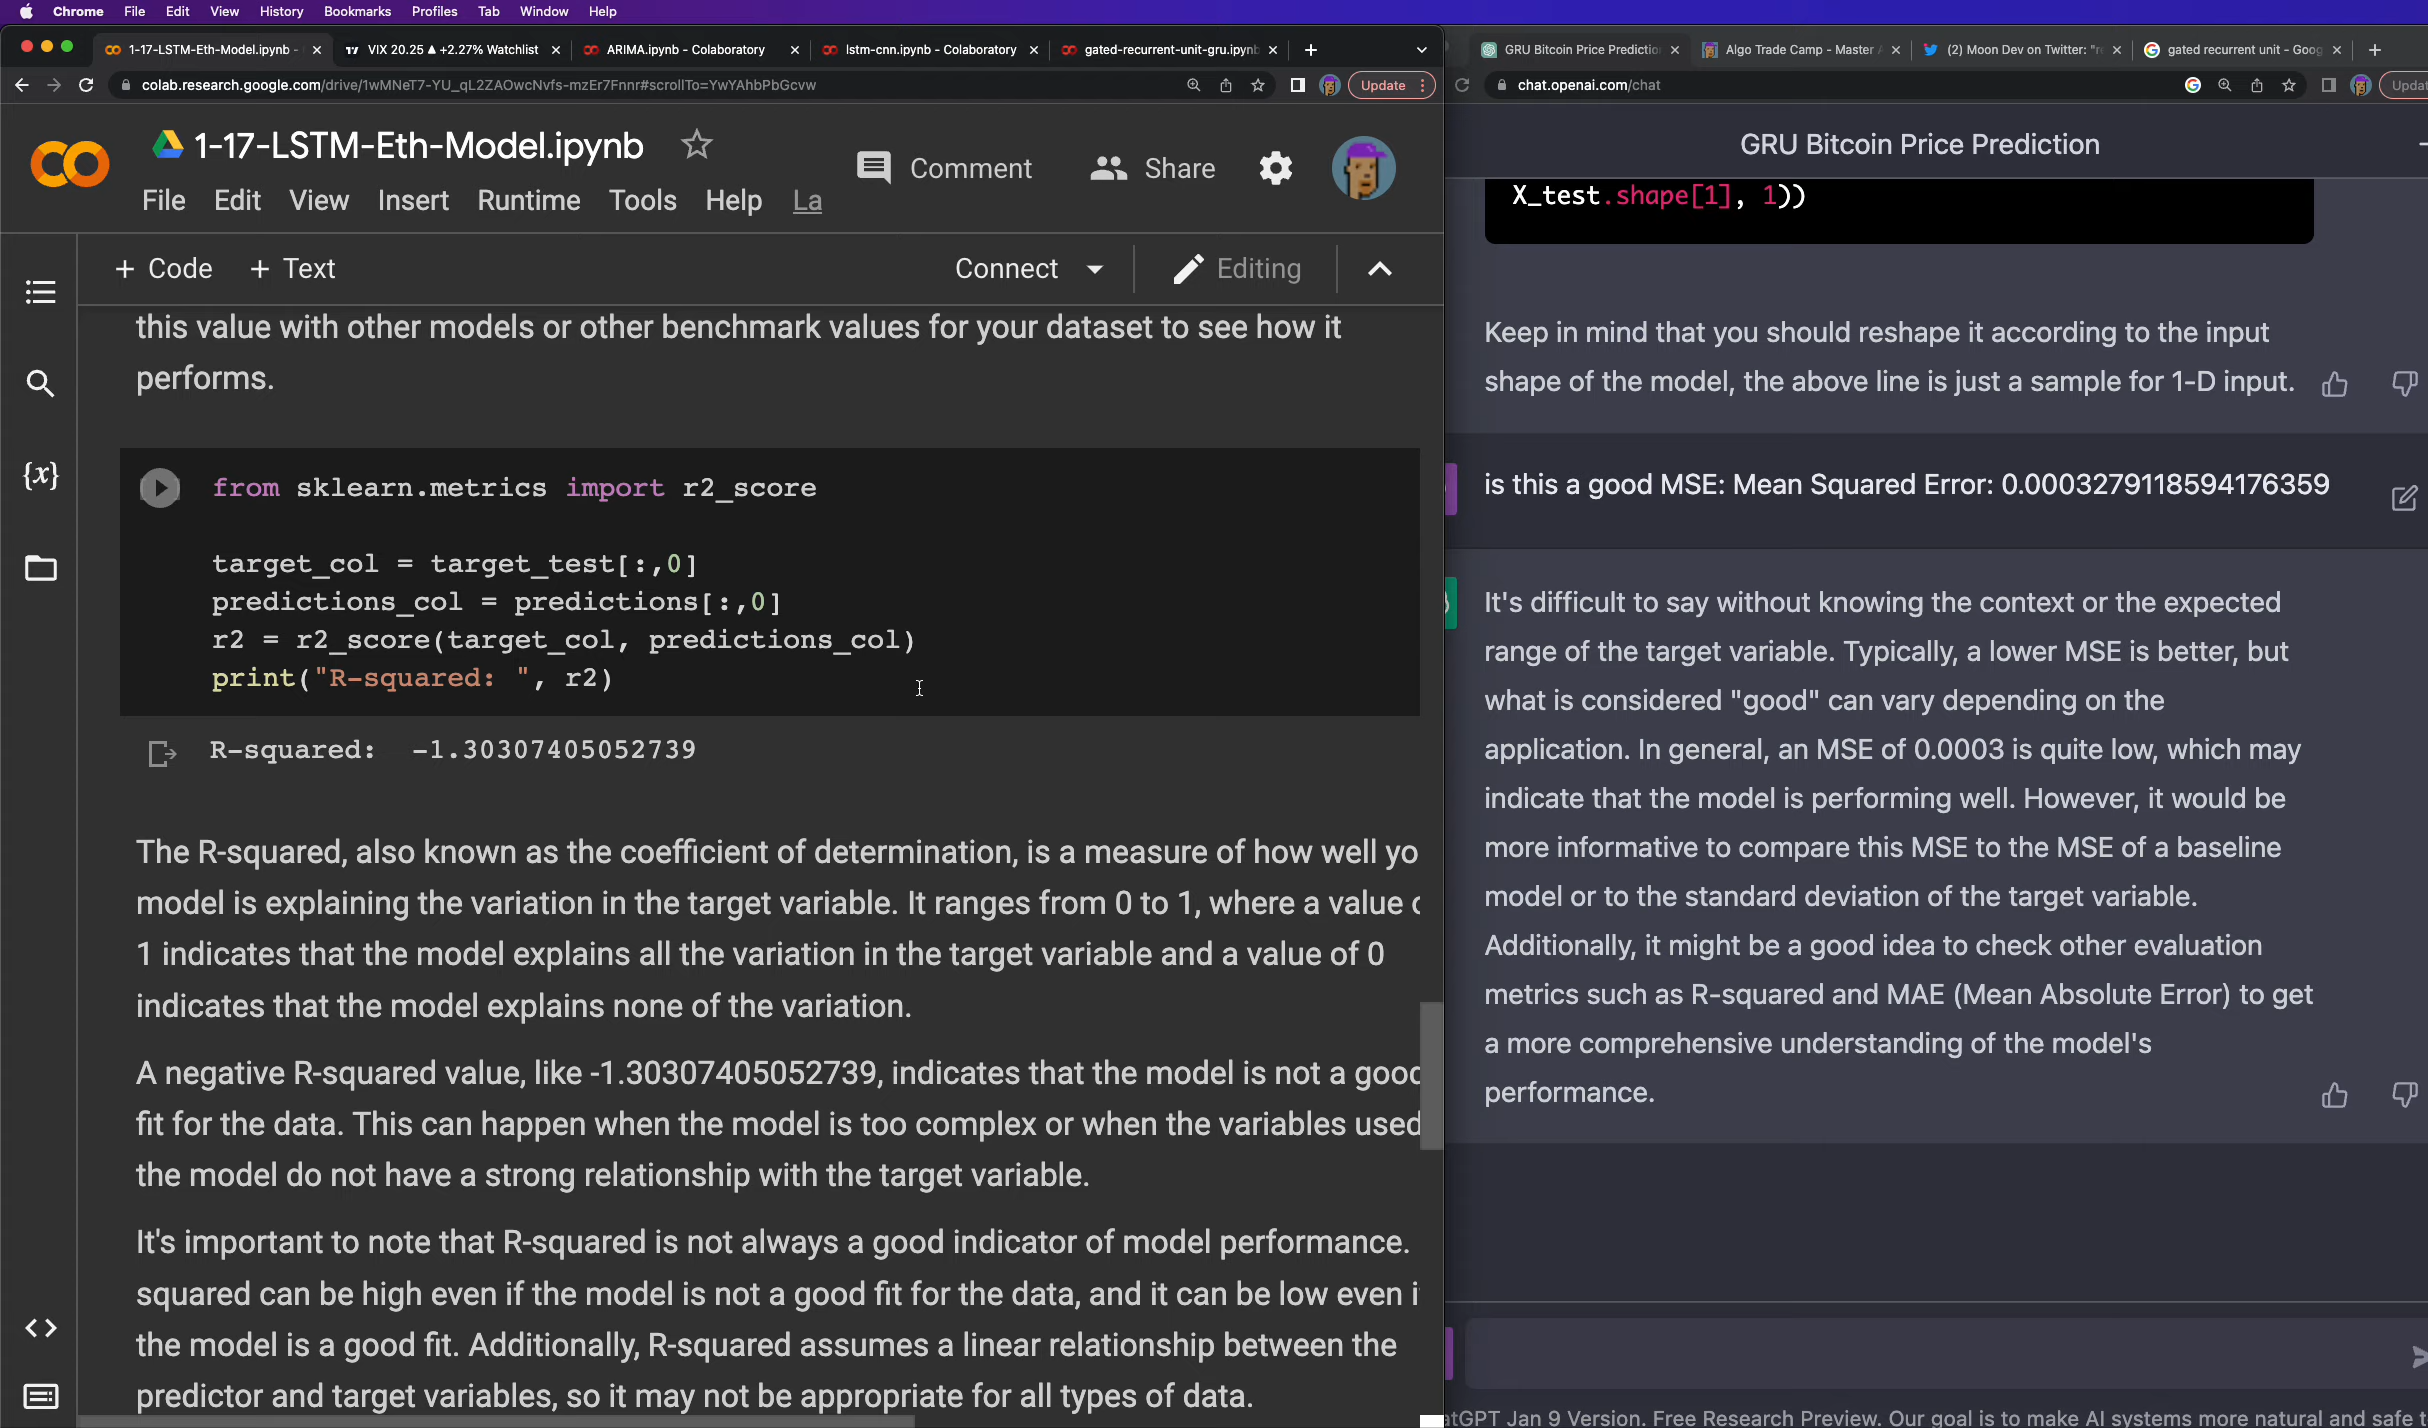 Chrome File Edit View History Bookmarks Profiles Tab Window Help
1-17-LSTM-Eth-Model.ipynb - VIX 20.25 ▲ +2.27% Watchlist ARIMA.ipynb - Colaboratory lstm-cnn.ipynb - Colaboratory gated-recurrent-unit-gru.ipynb
colab.research.google.com/drive/1wMNeT7-YU_qL2ZAOwcNvfs-mzEr7Fnnr#scrollTo=YwYAhbPbGcvw Update
1-17-LSTM-Eth-Model.ipynb
Comment Share
File Edit View Insert Runtime Tools Help La
+ Code + Text Connect Editing
this value with other models or other benchmark values for your dataset to see how it
performs.
from sklearn.metrics import r2_score
target_col = target_test[:,0]
predictions_col = predictions[:,0]
r2 = r2_score(target_col, predictions_col)
print("R-squared: ", r2)
R-squared: -1.30307405052739
The R-squared, also known as the coefficient of determination, is a measure of how well yo
model is explaining the variation in the target variable. It ranges from 0 to 1, where a value
1 indicates that the model explains all the variation in the target variable and a value of 0
indicates that the model explains none of the variation.
A negative R-squared value, like -1.30307405052739, indicates that the model is not a good
fit for the data. This can happen when the model is too complex or when the variables used
the model do not have a strong relationship with the target variable.
It's important to note that R-squared is not always a good indicator of model performance.
squared can be high even if the model is not a good fit for the data, and it can be low even
the model is a good fit. Additionally, R-squared assumes a linear relationship between the
predictor and target variables, so it may not be appropriate for all types of data.
GRU Bitcoin Price Predictio Algo Trade Camp - Master (2) Moon Dev on Twitter: "r gated recurrent unit - Goog
chat.openai.com/chat Updat
GRU Bitcoin Price Prediction
X_test.shape[1], 1))
Keep in mind that you should reshape it according to the input
shape of the model, the above line is just a sample for 1-D input.
is this a good MSE: Mean Squared Error: 0.0003279118594176359
It's difficult to say without knowing the context or the expected
range of the target variable. Typically, a lower MSE is better, but
what is considered "good" can vary depending on the
application. In general, an MSE of 0.0003 is quite low, which may
indicate that the model is performing well. However, it would be
more informative to compare this MSE to the MSE of a baseline
model or to the standard deviation of the target variable.
Additionally, it might be a good idea to check other evaluation
metrics such as R-squared and MAE (Mean Absolute Error) to get
a more comprehensive understanding of the model's
performance.
atGPT Jan 9 Version. Free Research Preview. Our goal is to make AI systems more natural and safe t